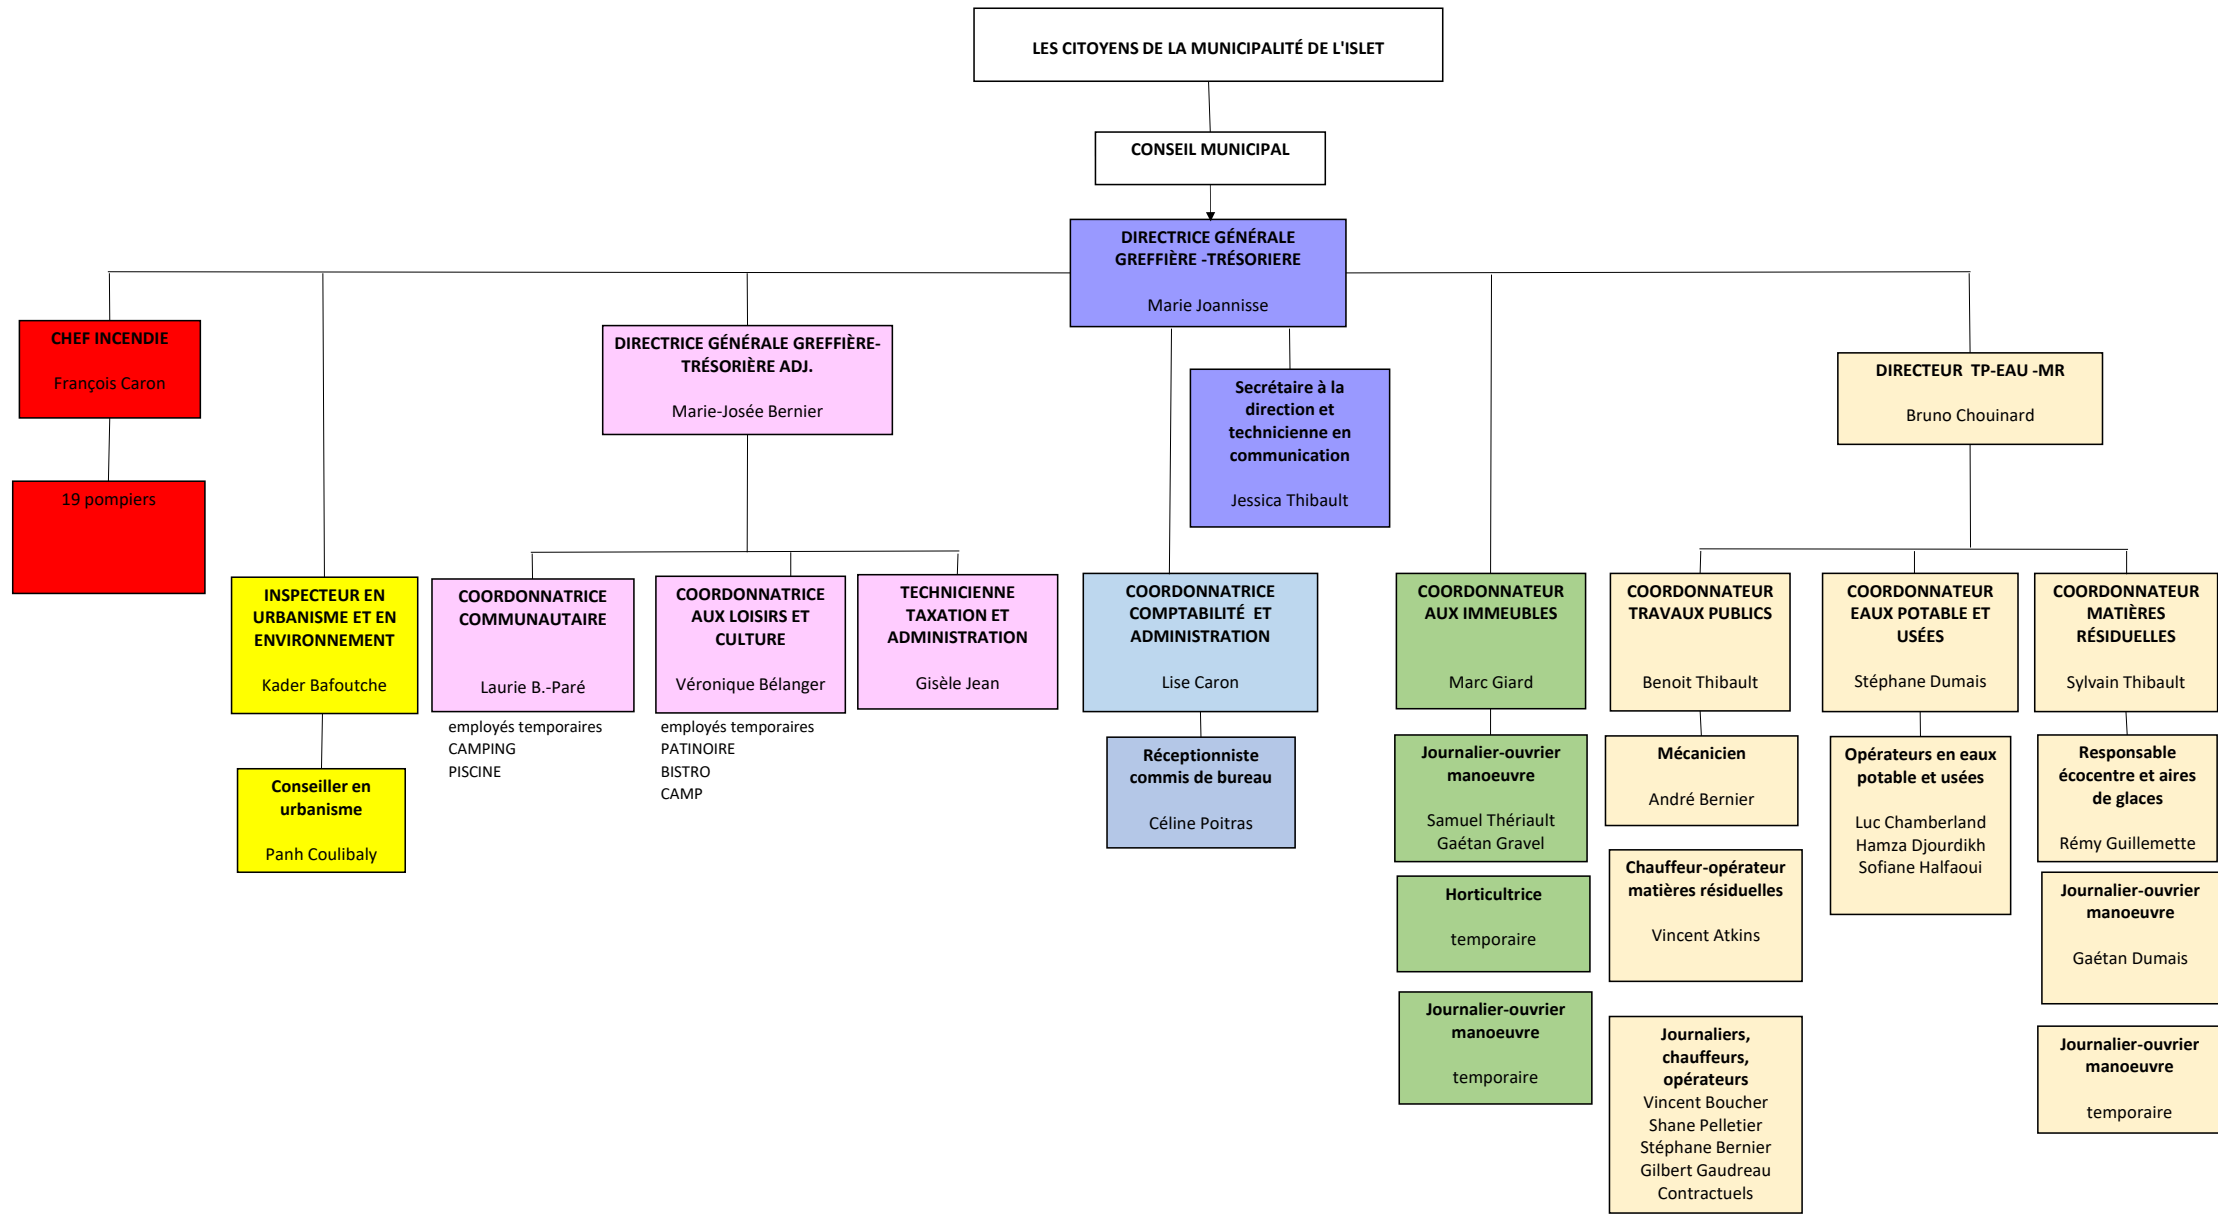 LES CITOYENS DE LA MUNICIPALITÉ DE L'ISLET
CONSEIL MUNICIPAL
DIRECTRICE GÉNÉRALE
GREFFIÈRE -TRÉSORIERE
Marie Joannisse
CHEF INCENDIE
François Caron
19 pompiers
DIRECTRICE GÉNÉRALE GREFFIÈRE-
TRÉSORIÈRE ADJ.
Marie-Josée Bernier
Secrétaire à la
direction et
technicienne en
communication
Jessica Thibault
DIRECTEUR TP-EAU -MR
Bruno Chouinard
INSPECTEUR EN
URBANISME ET EN
ENVIRONNEMENT
Kader Bafoutche
Conseiller en
urbanisme
Panh Coulibaly
COORDONNATRICE
COMMUNAUTAIRE
Laurie B.-Paré
employés temporaires
CAMPING
PISCINE
COORDONNATRICE
AUX LOISIRS ET
CULTURE
Véronique Bélanger
employés temporaires
PATINOIRE
BISTRO
CAMP
TECHNICIENNE
TAXATION ET
ADMINISTRATION
Gisèle Jean
COORDONNATRICE
COMPTABILITÉ ET
ADMINISTRATION
Lise Caron
Réceptionniste
commis de bureau
Céline Poitras
COORDONNATEUR
AUX IMMEUBLES
Marc Giard
Journalier-ouvrier
manoeuvre
Samuel Thériault
Gaétan Gravel
Horticultrice
temporaire
Journalier-ouvrier
manoeuvre
temporaire
COORDONNATEUR
TRAVAUX PUBLICS
Benoit Thibault
Mécanicien
André Bernier
Chauffeur-opérateur
matières résiduelles
Vincent Atkins
Journaliers,
chauffeurs,
opérateurs
Vincent Boucher
Shane Pelletier
Stéphane Bernier
Gilbert Gaudreau
Contractuels
COORDONNATEUR
EAUX POTABLE ET
USÉES
Stéphane Dumais
Opérateurs en eaux
potable et usées
Luc Chamberland
Hamza Djourdikh
Sofiane Halfaoui
COORDONNATEUR
MATIÈRES
RÉSIDUELLES
Sylvain Thibault
Responsable
écocentre et aires
de glaces
Rémy Guillemette
Journalier-ouvrier
manoeuvre
Gaétan Dumais
Journalier-ouvrier
manoeuvre
temporaire